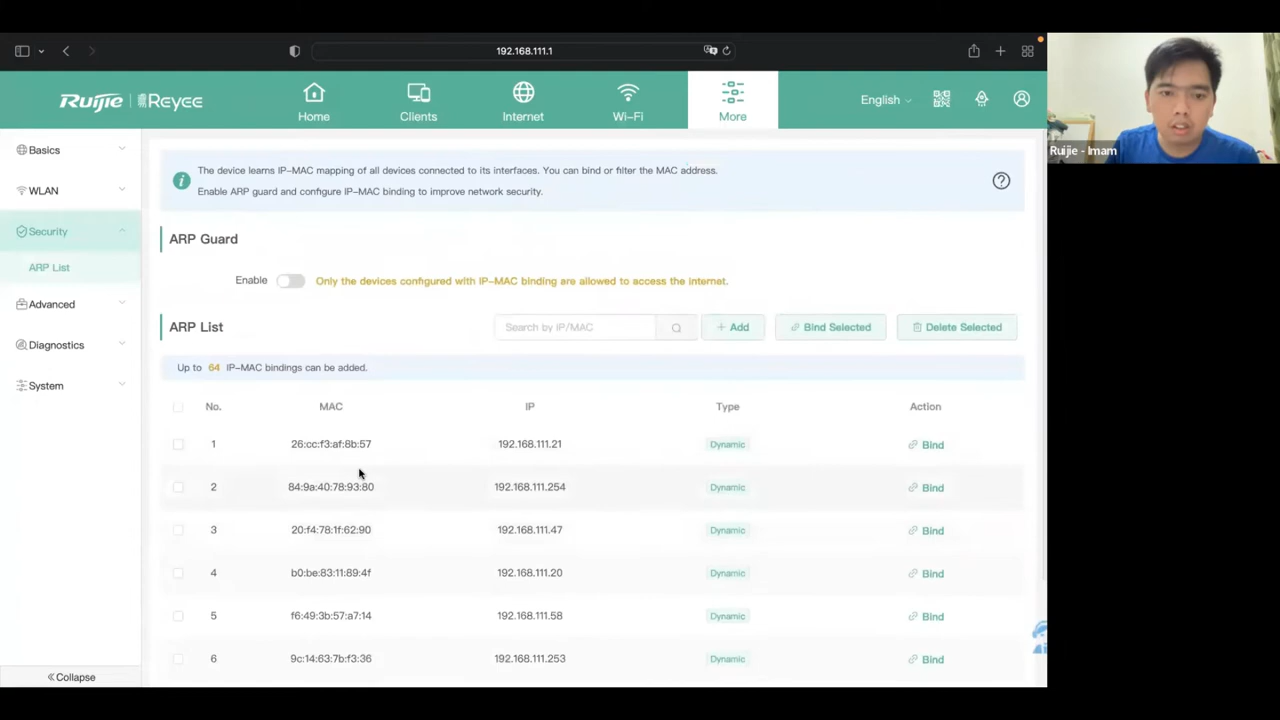 192.168.111.1
Ruijie | Reyee
Home
Clients
Internet
Wi-Fi
More
English
Ruijie - Imam
Basics
WLAN
Security
ARP List
Advanced
Diagnostics
System
Collapse
The device learns IP-MAC mapping of all devices connected to its interfaces. You can bind or filter the MAC address.
Enable ARP guard and configure IP-MAC binding to improve network security.
ARP Guard
Enable Only the devices configured with IP-MAC binding are allowed to access the internet.
ARP List Search by IP/MAC + Add Bind Selected Delete Selected
Up to 64 IP-MAC bindings can be added.
No. MAC IP Type Action
1 26:cc:f3:af:8b:57 192.168.111.21 Dynamic Bind
2 84:9a:40:78:93:80 192.168.111.254 Dynamic Bind
3 20:f4:78:1f:62:90 192.168.111.47 Dynamic Bind
4 b0:be:83:11:89:4f 192.168.111.20 Dynamic Bind
5 f6:49:3b:57:a7:14 192.168.111.58 Dynamic Bind
6 9c:14:63:7b:f3:36 192.168.111.253 Dynamic Bind